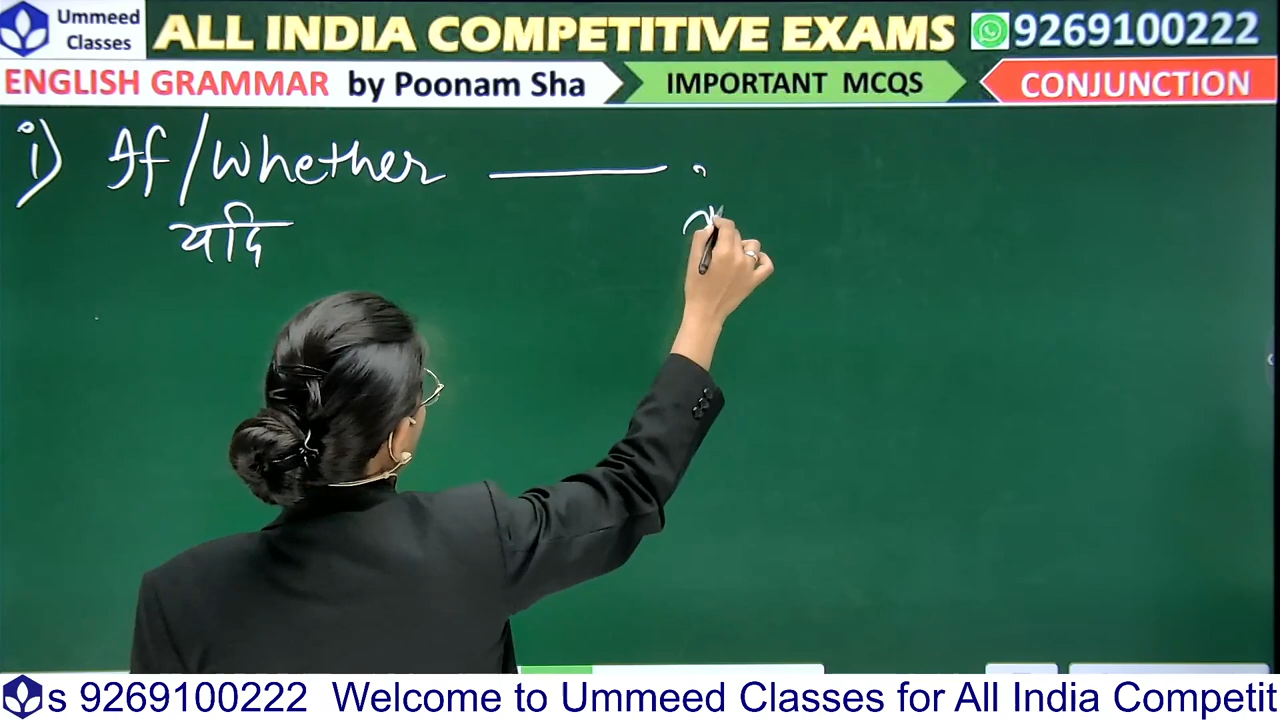 Ummeed
Classes
ALL INDIA COMPETITIVE EXAMS
9269100222
ENGLISH GRAMMAR by Poonam Sha
IMPORTANT MCQS
CONJUNCTION
i) If/Whether
यदि
s 9269100222 Welcome to Ummeed Classes for All India Competit